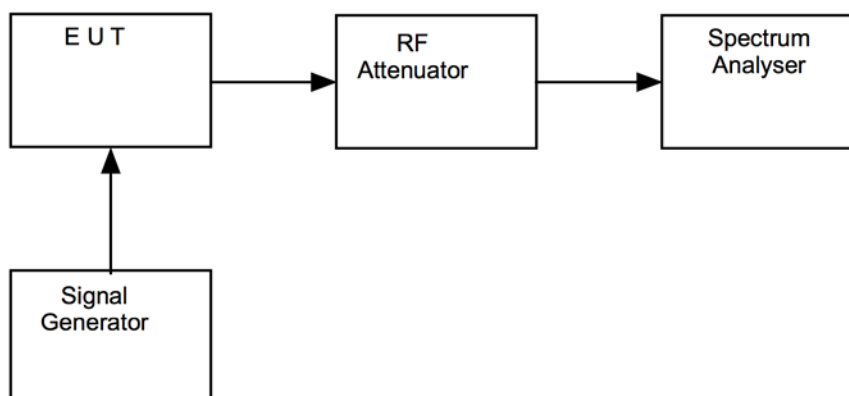 E U T
RF
Attenuator
Spectrum
Analyser
Signal
Generator